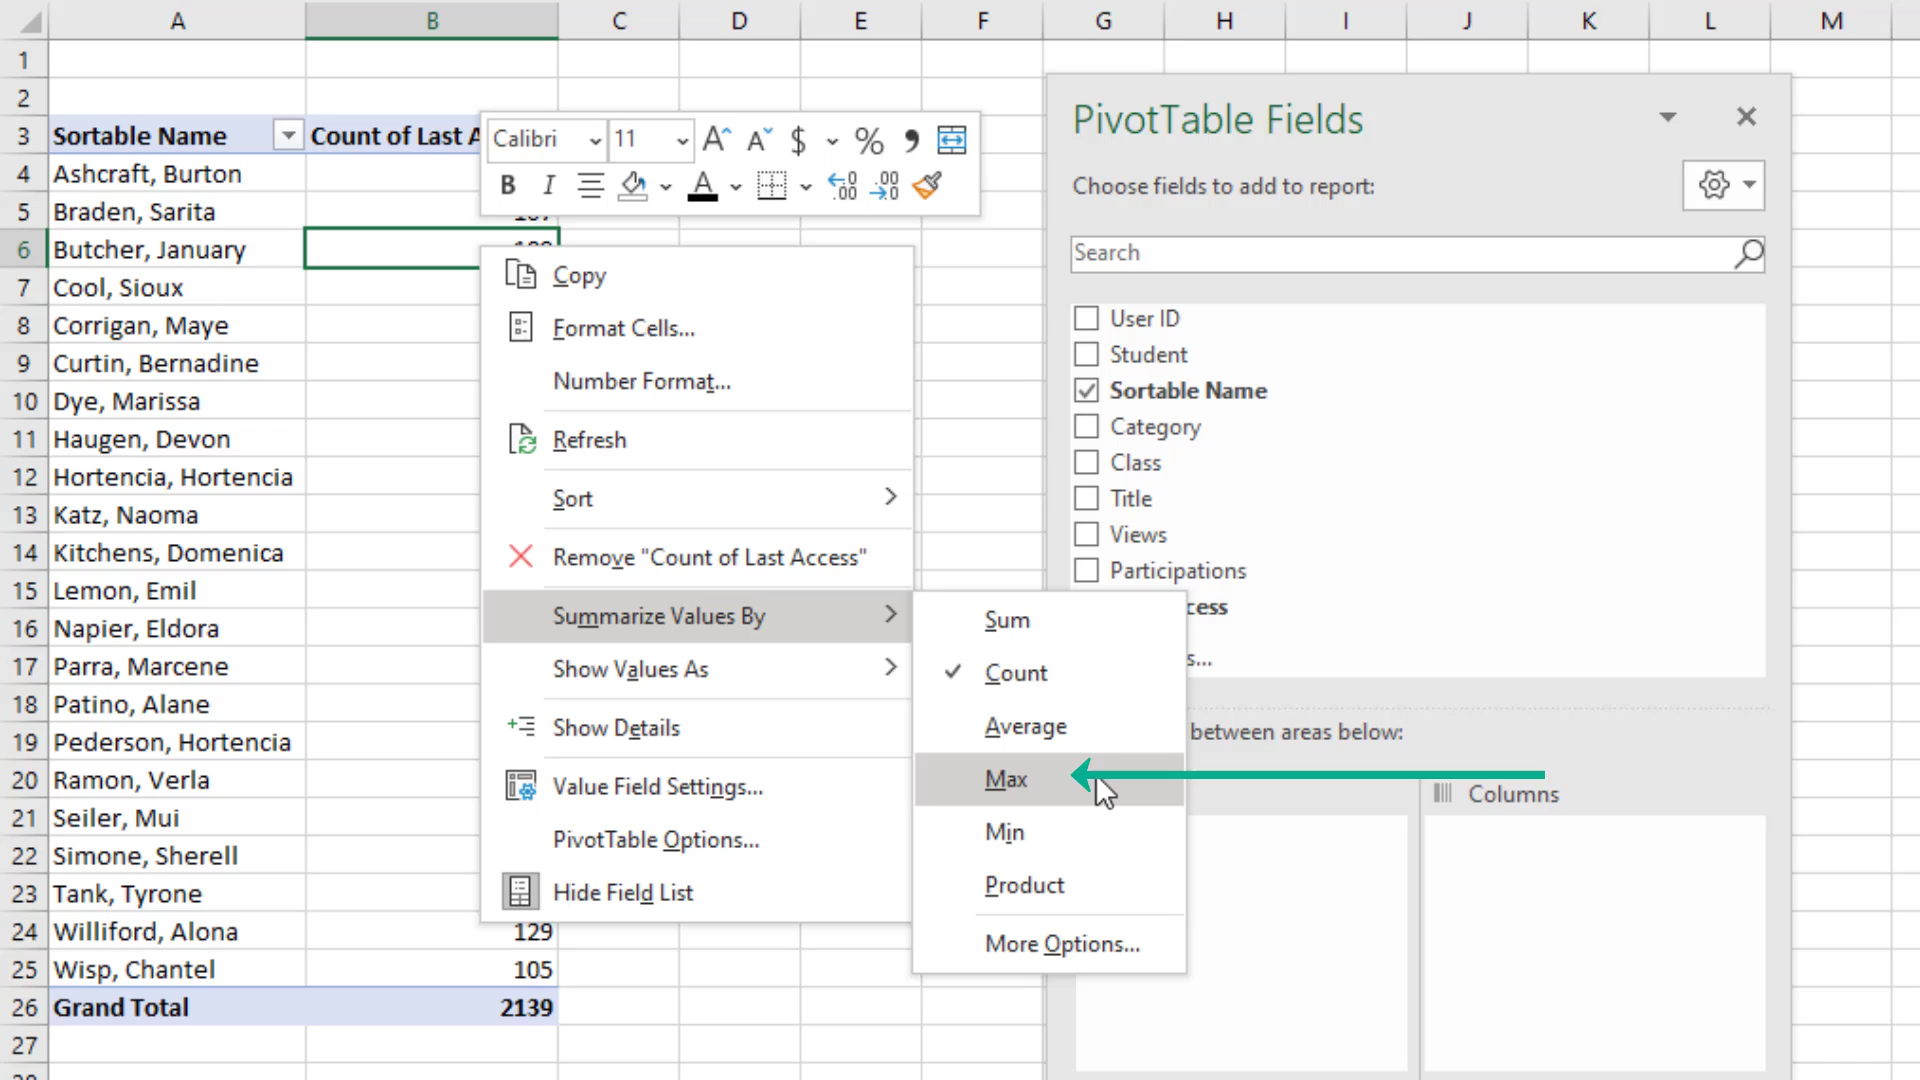 A B C D E F G H I J K L M
1
2
3 Sortable Name Count of Last A
4 Ashcraft, Burton
5 Braden, Sarita
6 Butcher, January
7 Cool, Sioux
8 Corrigan, Maye
9 Curtin, Bernadine
10 Dye, Marissa
11 Haugen, Devon
12 Hortencia, Hortencia
13 Katz, Naoma
14 Kitchens, Domenica
15 Lemon, Emil
16 Napier, Eldora
17 Parra, Marcene
18 Patino, Alane
19 Pederson, Hortencia
20 Ramon, Verla
21 Seiler, Mui
22 Simone, Sherell
23 Tank, Tyrone
24 Williford, Alona 129
25 Wisp, Chantel 105
26 Grand Total 2139
27
Calibri 11 A A $ % ,
B I A .00 .00
Copy
Format Cells...
Number Format...
Refresh
Sort
Remove "Count of Last Access"
Summarize Values By
Show Values As
Show Details
Value Field Settings...
PivotTable Options...
Hide Field List
Sum
Count
Average
Max
Min
Product
More Options...
PivotTable Fields
Choose fields to add to report:
Search
User ID
Student
Sortable Name
Category
Class
Title
Views
Participations
cess
s...
between areas below:
Columns